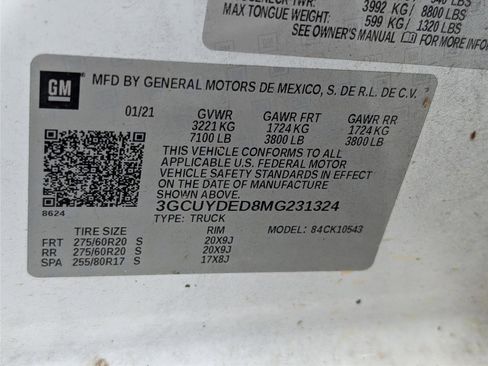 3992 KG / 8800 LBS
MAX TONGUE WEIGHT:
599 KG / 1320 LBS
SEE OWNER'S MANUAL FOR MORE
GM
MFD BY GENERAL MOTORS DE MEXICO, S. DE R.L. DE C.V.
01/21 GVWR GAWR FRT GAWR RR
3221 KG 1724 KG 1724 KG
7100 LB 3800 LB 3800 LB
THIS VEHICLE CONFORMS TO ALL
APPLICABLE U.S. FEDERAL MOTOR
VEHICLE SAFETY STANDARDS IN EFFECT
ON THE DATE OF MANUFACTURE
SHOWN ABOVE.
8624
3GCUYDED8MG231324
TYPE: TRUCK MODEL: 84CK10543
TIRE SIZE RIM
FRT 275/60R20 S 20X9J
RR 275/60R20 S 20X9J
SPA 255/80R17 S 17X8J